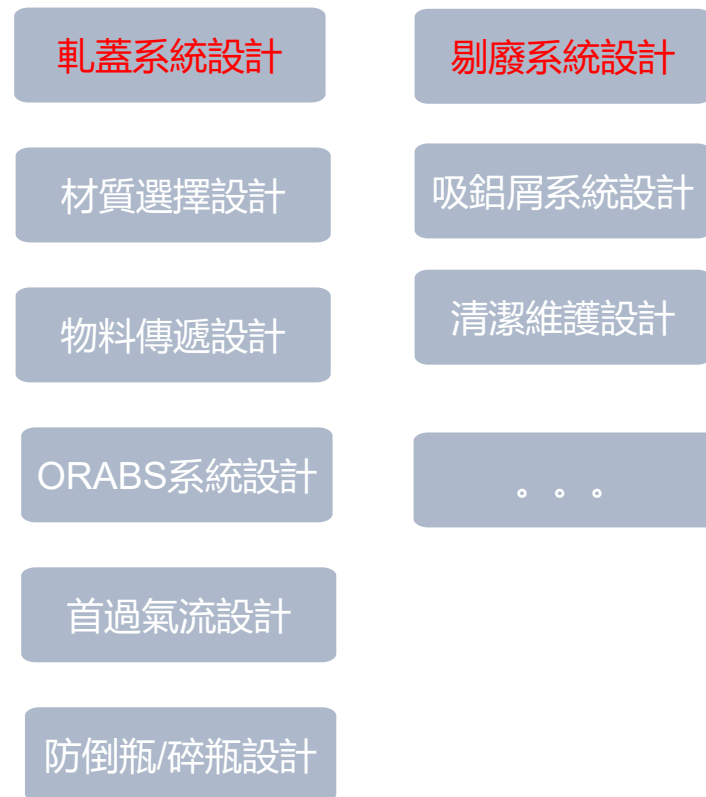 軋蓋系統設計
材質選擇設計
物料傳遞設計
ORABS系統設計
首過氣流設計
防倒瓶/碎瓶設計
剔廢系統設計
吸鋁屑系統設計
清潔維護設計
。。。